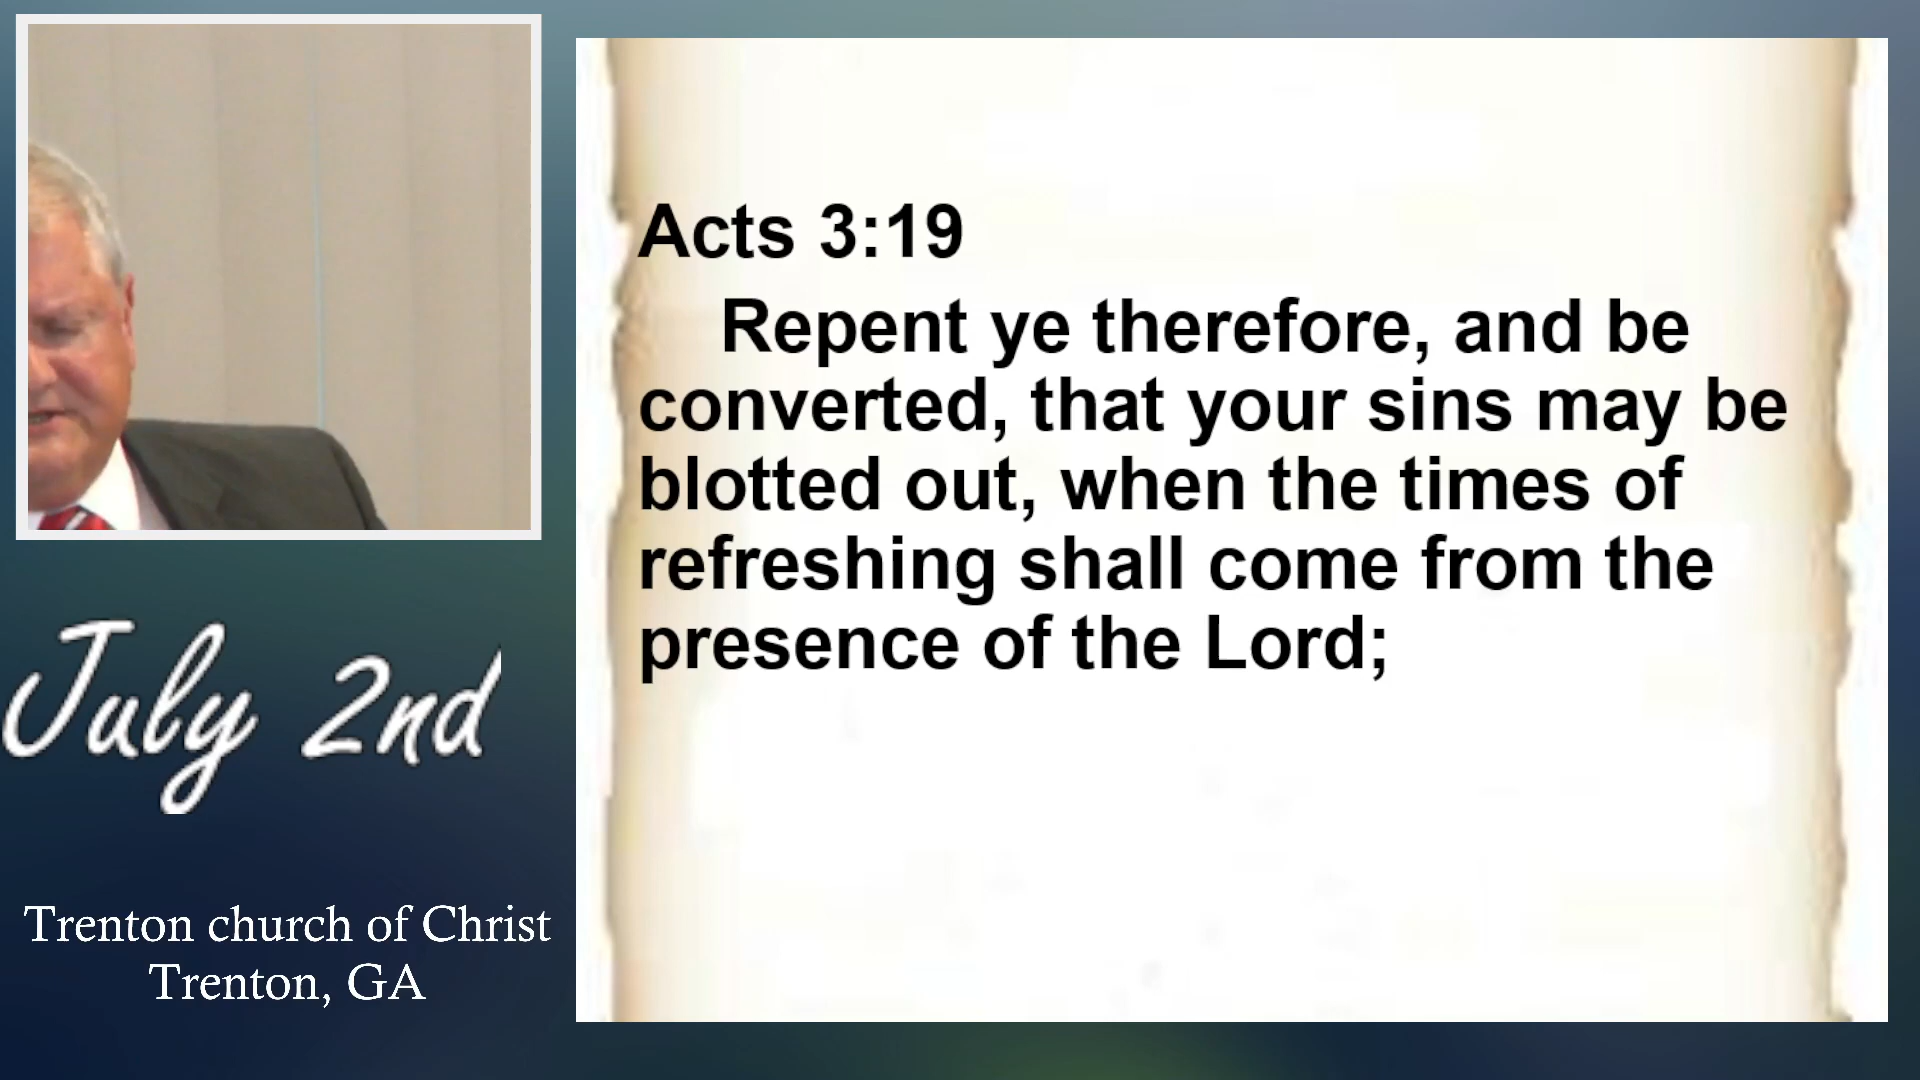 Acts 3:19
Repent ye therefore, and be
converted, that your sins may be
blotted out, when the times of
refreshing shall come from the
presence of the Lord;
July 2nd
Trenton church of Christ
Trenton, GA